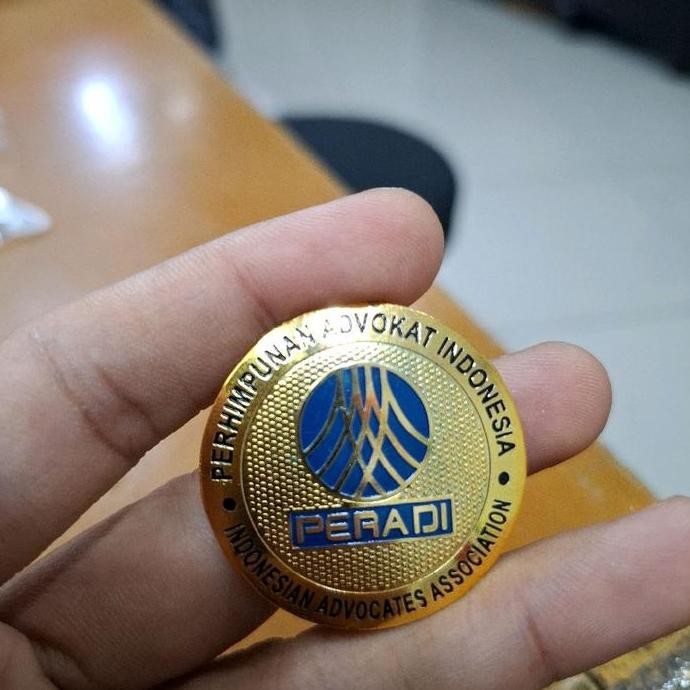 PERHIMPUNAN ADVOKAT INDONESIA
PERADI
INDONESIAN ADVOCATES ASSOCIATION